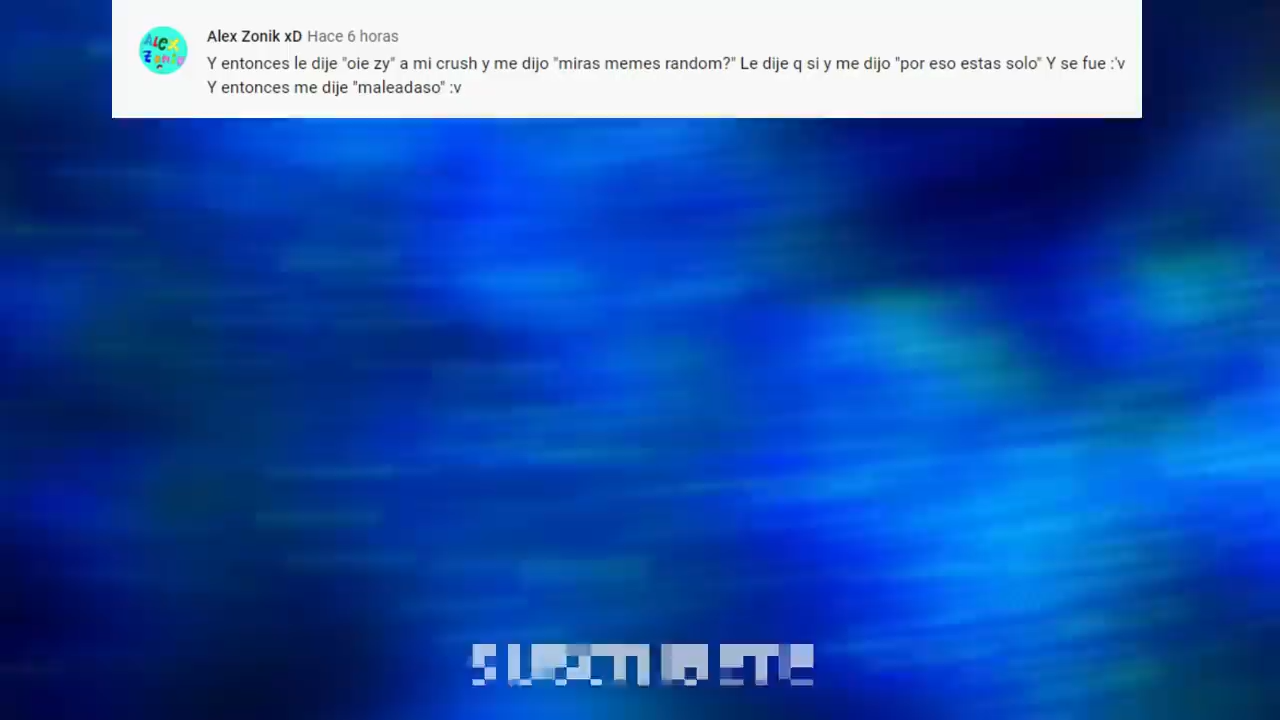 Alex Zonik xD Hace 6 horas
Y entonces le dije "oie zy" a mi crush y me dijo "miras memes random?" Le dije q si y me dijo "por eso estas solo" Y se fue :'v
Y entonces me dije "maleadaso" :v